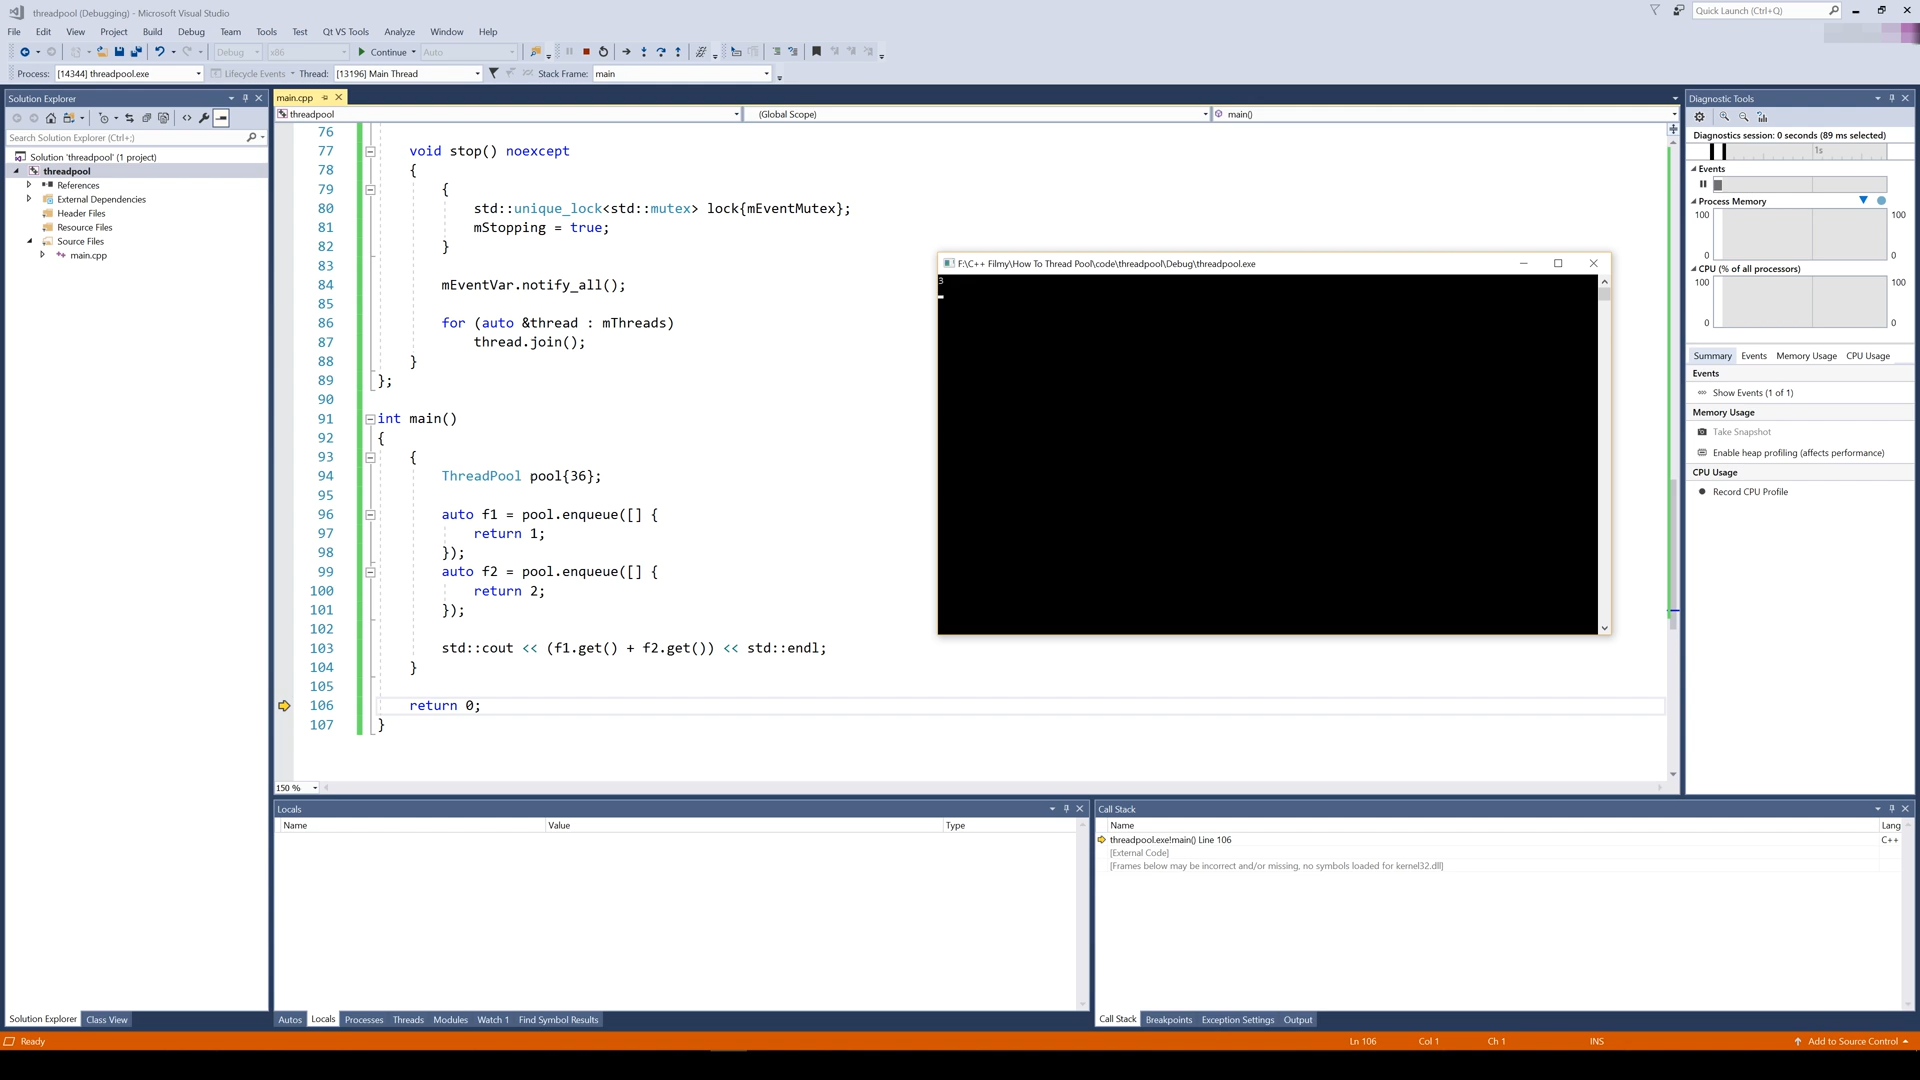 threadpool (Debugging) - Microsoft Visual Studio
Quick Launch (Ctrl+Q)
File Edit View Project Build Debug Team Tools Test Qt VS Tools Analyze Window Help
Debug x86 Continue Auto
Process: [14344] threadpool.exe Lifecycle Events Thread: [13196] Main Thread Stack Frame: main
Solution Explorer
Search Solution Explorer (Ctrl+;)
Solution 'threadpool' (1 project)
threadpool
References
External Dependencies
Header Files
Resource Files
Source Files
main.cpp
Solution Explorer Class View
main.cpp
threadpool (Global Scope) main()
76
77 void stop() noexcept
78 {
79 {
80 std::unique_lock<std::mutex> lock{mEventMutex};
81 mStopping = true;
82 }
83
84 mEventVar.notify_all();
85
86 for (auto &thread : mThreads)
87 thread.join();
88 }
89 };
90
91 int main()
92 {
93 {
94 ThreadPool pool{36};
95
96 auto f1 = pool.enqueue([] {
97 return 1;
98 });
99 auto f2 = pool.enqueue([] {
100 return 2;
101 });
102
103 std::cout << (f1.get() + f2.get()) << std::endl;
104 }
105
106 return 0;
107 }
150 %
F:\C++ Filmy\How To Thread Pool\code\threadpool\Debug\threadpool.exe
3
Diagnostic Tools
Diagnostics session: 0 seconds (89 ms selected)
1s
Events
Process Memory
100 100
0 0
CPU (% of all processors)
100 100
0 0
Summary Events Memory Usage CPU Usage
Events
Show Events (1 of 1)
Memory Usage
Take Snapshot
Enable heap profiling (affects performance)
CPU Usage
Record CPU Profile
Locals
Name Value Type
Autos Locals Processes Threads Modules Watch 1 Find Symbol Results
Call Stack
Name Lang
threadpool.exe!main() Line 106 C++
[External Code]
[Frames below may be incorrect and/or missing, no symbols loaded for kernel32.dll]
Call Stack Breakpoints Exception Settings Output
Ready Ln 106 Col 1 Ch 1 INS Add to Source Control